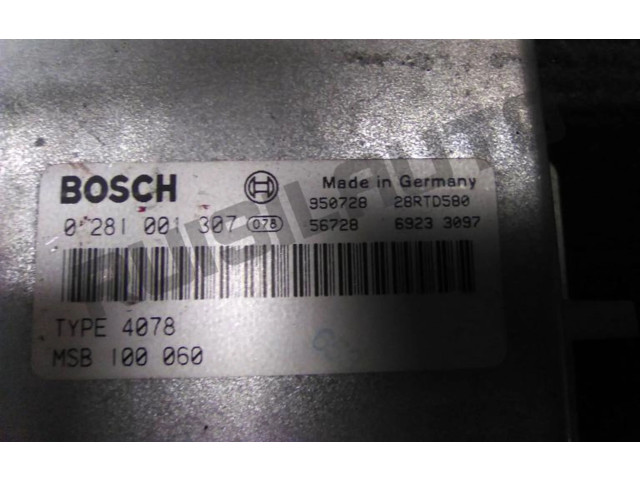 BOSCH
Made in Germany
0 281 001 307 078
950728 28RTD580
56728 6923 3097
TYPE 4078
MSB 100 060